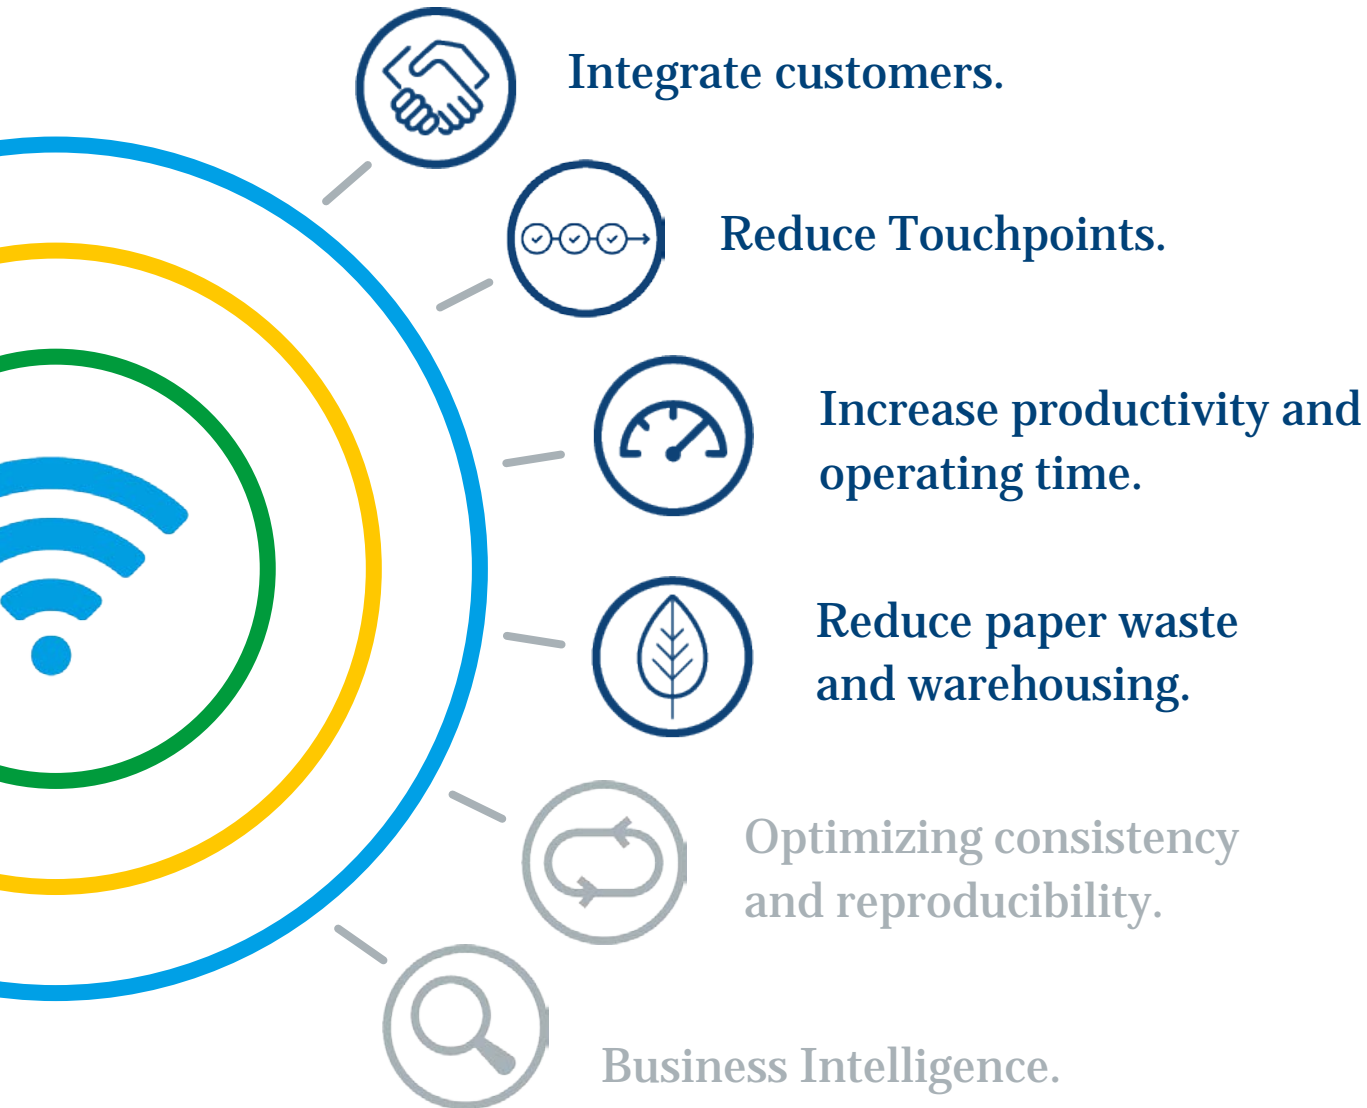 Integrate customers.
Reduce Touchpoints.
Increase productivity and
operating time.
Reduce paper waste
and warehousing.
Optimizing consistency
and reproducibility.
Business Intelligence.